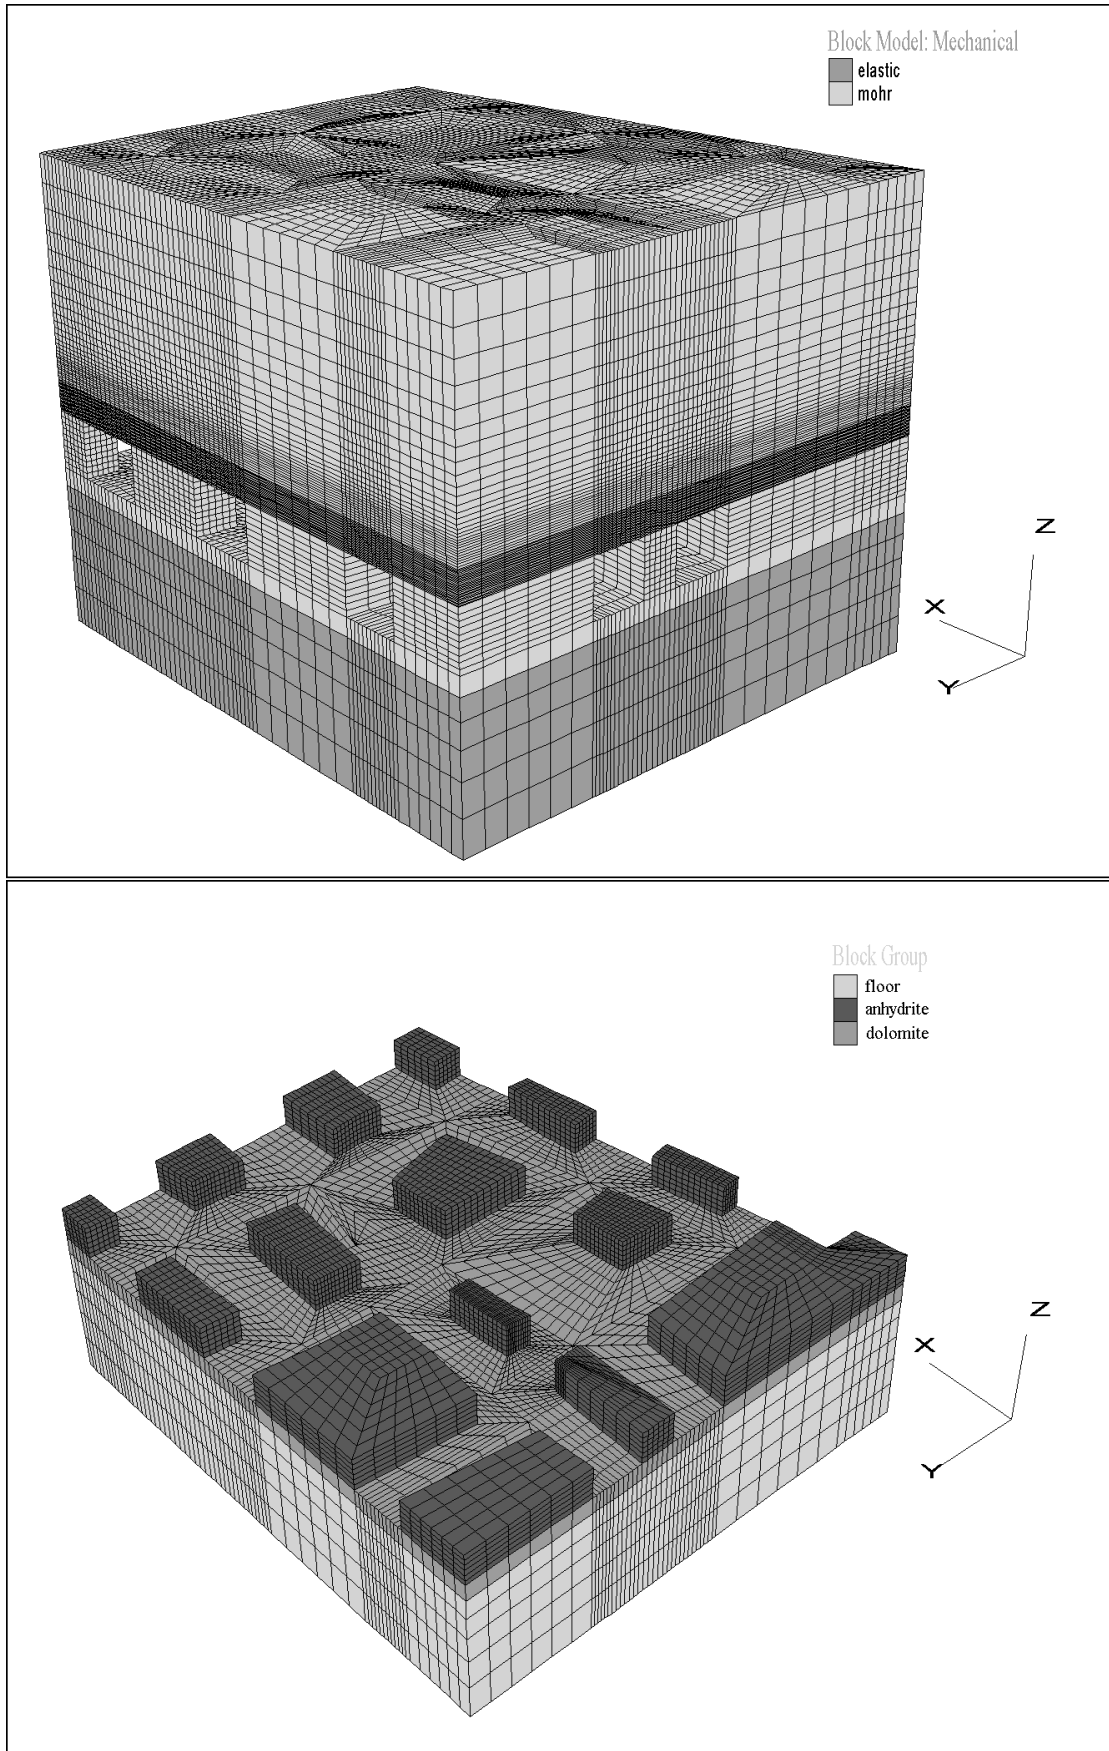 Block Model: Mechanical
elastic
mohr
Z
X
Y
Block Group
floor
anhydrite
dolomite
Z
X
Y